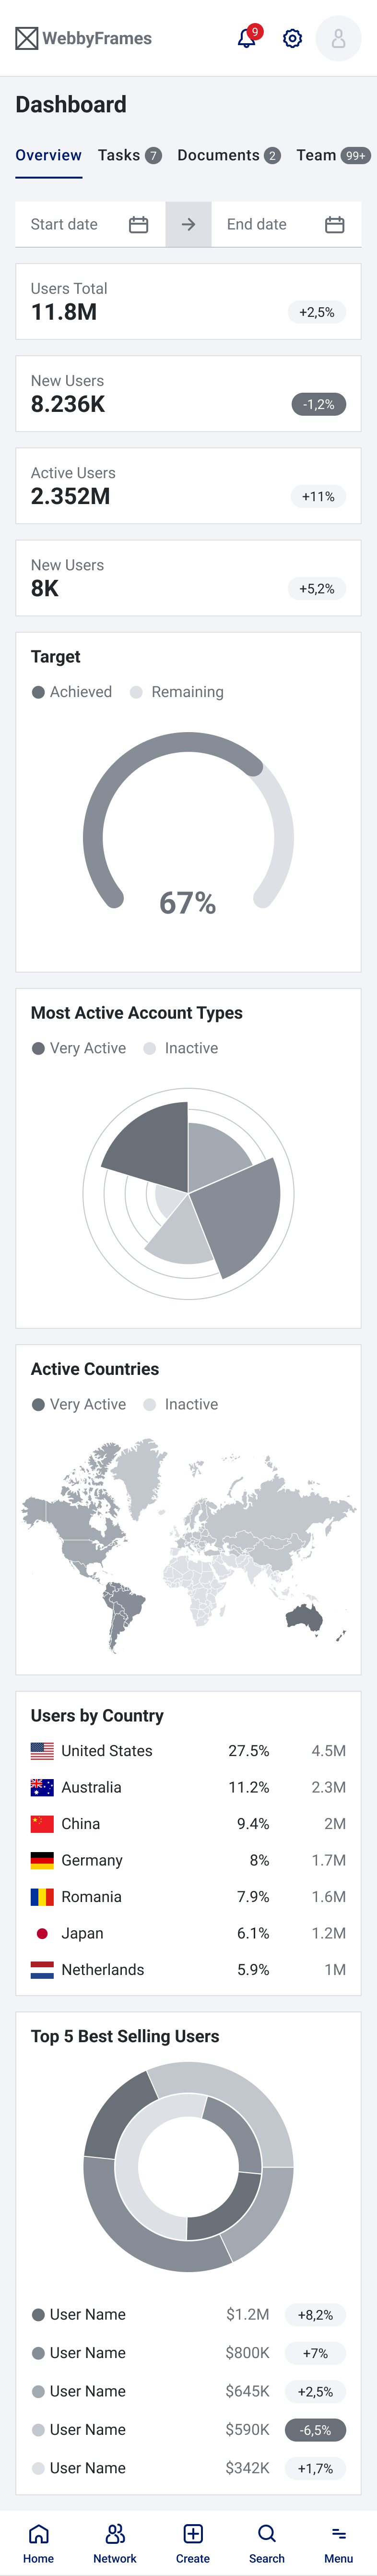 WebbyFrames
9
Dashboard
Overview Tasks 7 Documents 2 Team 99+
Start date End date
Users Total
11.8M +2,5%
New Users
8.236K -1,2%
Active Users
2.352M +11%
New Users
8K +5,2%
Target
Achieved Remaining
67%
Most Active Account Types
Very Active Inactive
Active Countries
Very Active Inactive
Users by Country
United States 27.5% 4.5M
Australia 11.2% 2.3M
China 9.4% 2M
Germany 8% 1.7M
Romania 7.9% 1.6M
Japan 6.1% 1.2M
Netherlands 5.9% 1M
Top 5 Best Selling Users
User Name $1.2M +8,2%
User Name $800K +7%
User Name $645K +2,5%
User Name $590K -6,5%
User Name $342K +1,7%
Home Network Create Search Menu